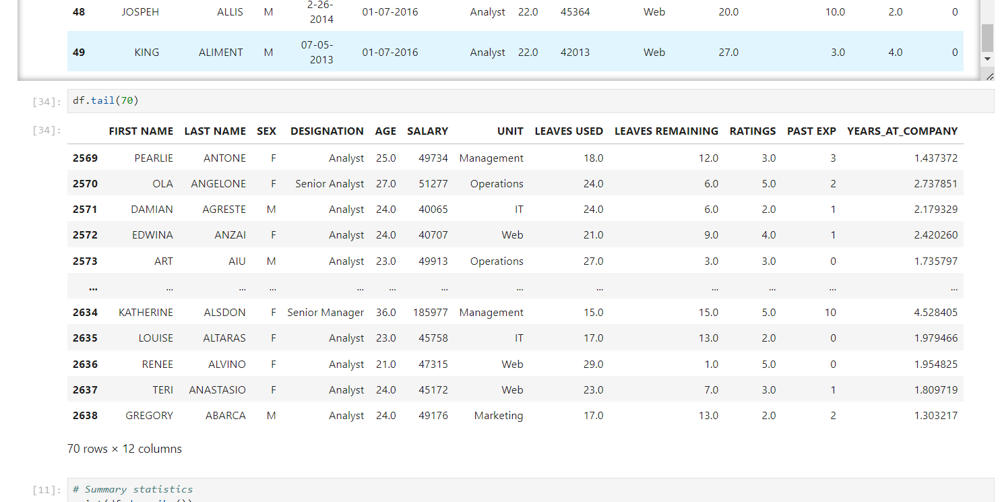 2-26-
48 JOSPEH ALLIS M 01-07-2016 Analyst 22.0 45364 Web 20.0 10.0 2.0 0
2014
07-05-
49 KING ALIMENT M 01-07-2016 Analyst 22.0 42013 Web 27.0 3.0 4.0 0
2013
[34]: df.tail(70)
[34]: FIRST NAME LAST NAME SEX DESIGNATION AGE SALARY UNIT LEAVES USED LEAVES REMAINING RATINGS PAST EXP YEARS_AT_COMPANY
2569 PEARLIE ANTONE F Analyst 25.0 49734 Management 18.0 12.0 3.0 3 1.437372
2570 OLA ANGELONE F Senior Analyst 27.0 51277 Operations 24.0 6.0 5.0 2 2.737851
2571 DAMIAN AGRESTE M Analyst 24.0 40065 IT 24.0 6.0 2.0 1 2.179329
2572 EDWINA ANZAI F Analyst 24.0 40707 Web 21.0 9.0 4.0 1 2.420260
2573 ART AIU M Analyst 23.0 49913 Operations 27.0 3.0 3.0 0 1.735797
... ... ... ... ... ... ... ... ... ... ... ... ...
2634 KATHERINE ALSDON F Senior Manager 36.0 185977 Management 15.0 15.0 5.0 10 4.528405
2635 LOUISE ALTARAS F Analyst 23.0 45758 IT 17.0 13.0 2.0 0 1.979466
2636 RENEE ALVINO F Analyst 21.0 47315 Web 29.0 1.0 5.0 0 1.954825
2637 TERI ANASTASIO F Analyst 24.0 45172 Web 23.0 7.0 3.0 1 1.809719
2638 GREGORY ABARCA M Analyst 24.0 49176 Marketing 17.0 13.0 2.0 2 1.303217
70 rows × 12 columns
[11]: # Summary statistics